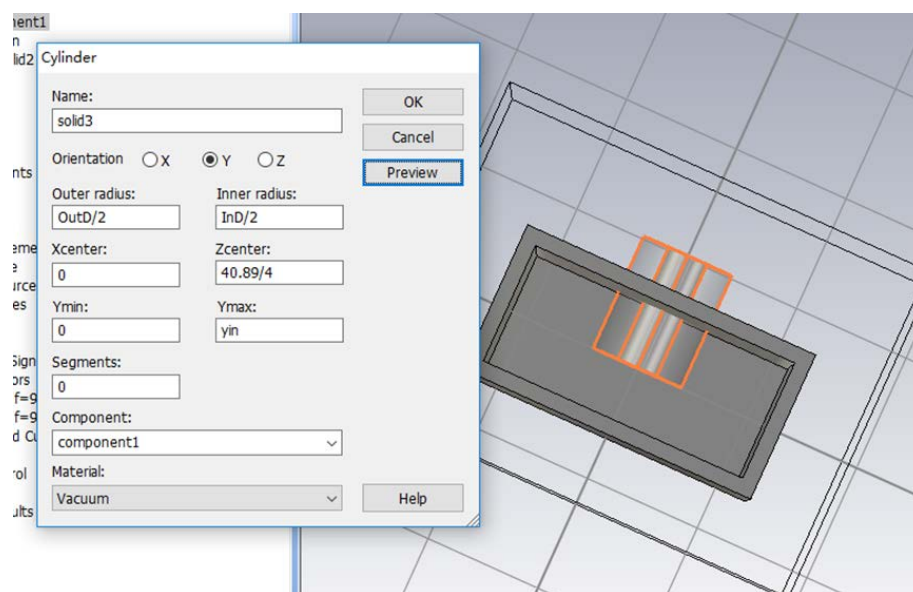 ent1
n
lid2
Cylinder
Name:
OK
solid3
Cancel
Orientation X Y Z
Preview
nts
Outer radius: Inner radius:
OutD/2 InD/2
Xcenter: Zcenter:
eme
0 40.89/4
e
urce
Ymin: Ymax:
es
0 yin
Sign
Segments:
ors
0
f=9
f=9
Component:
d Cu
component1
rol
Material:
Vacuum Help
ults